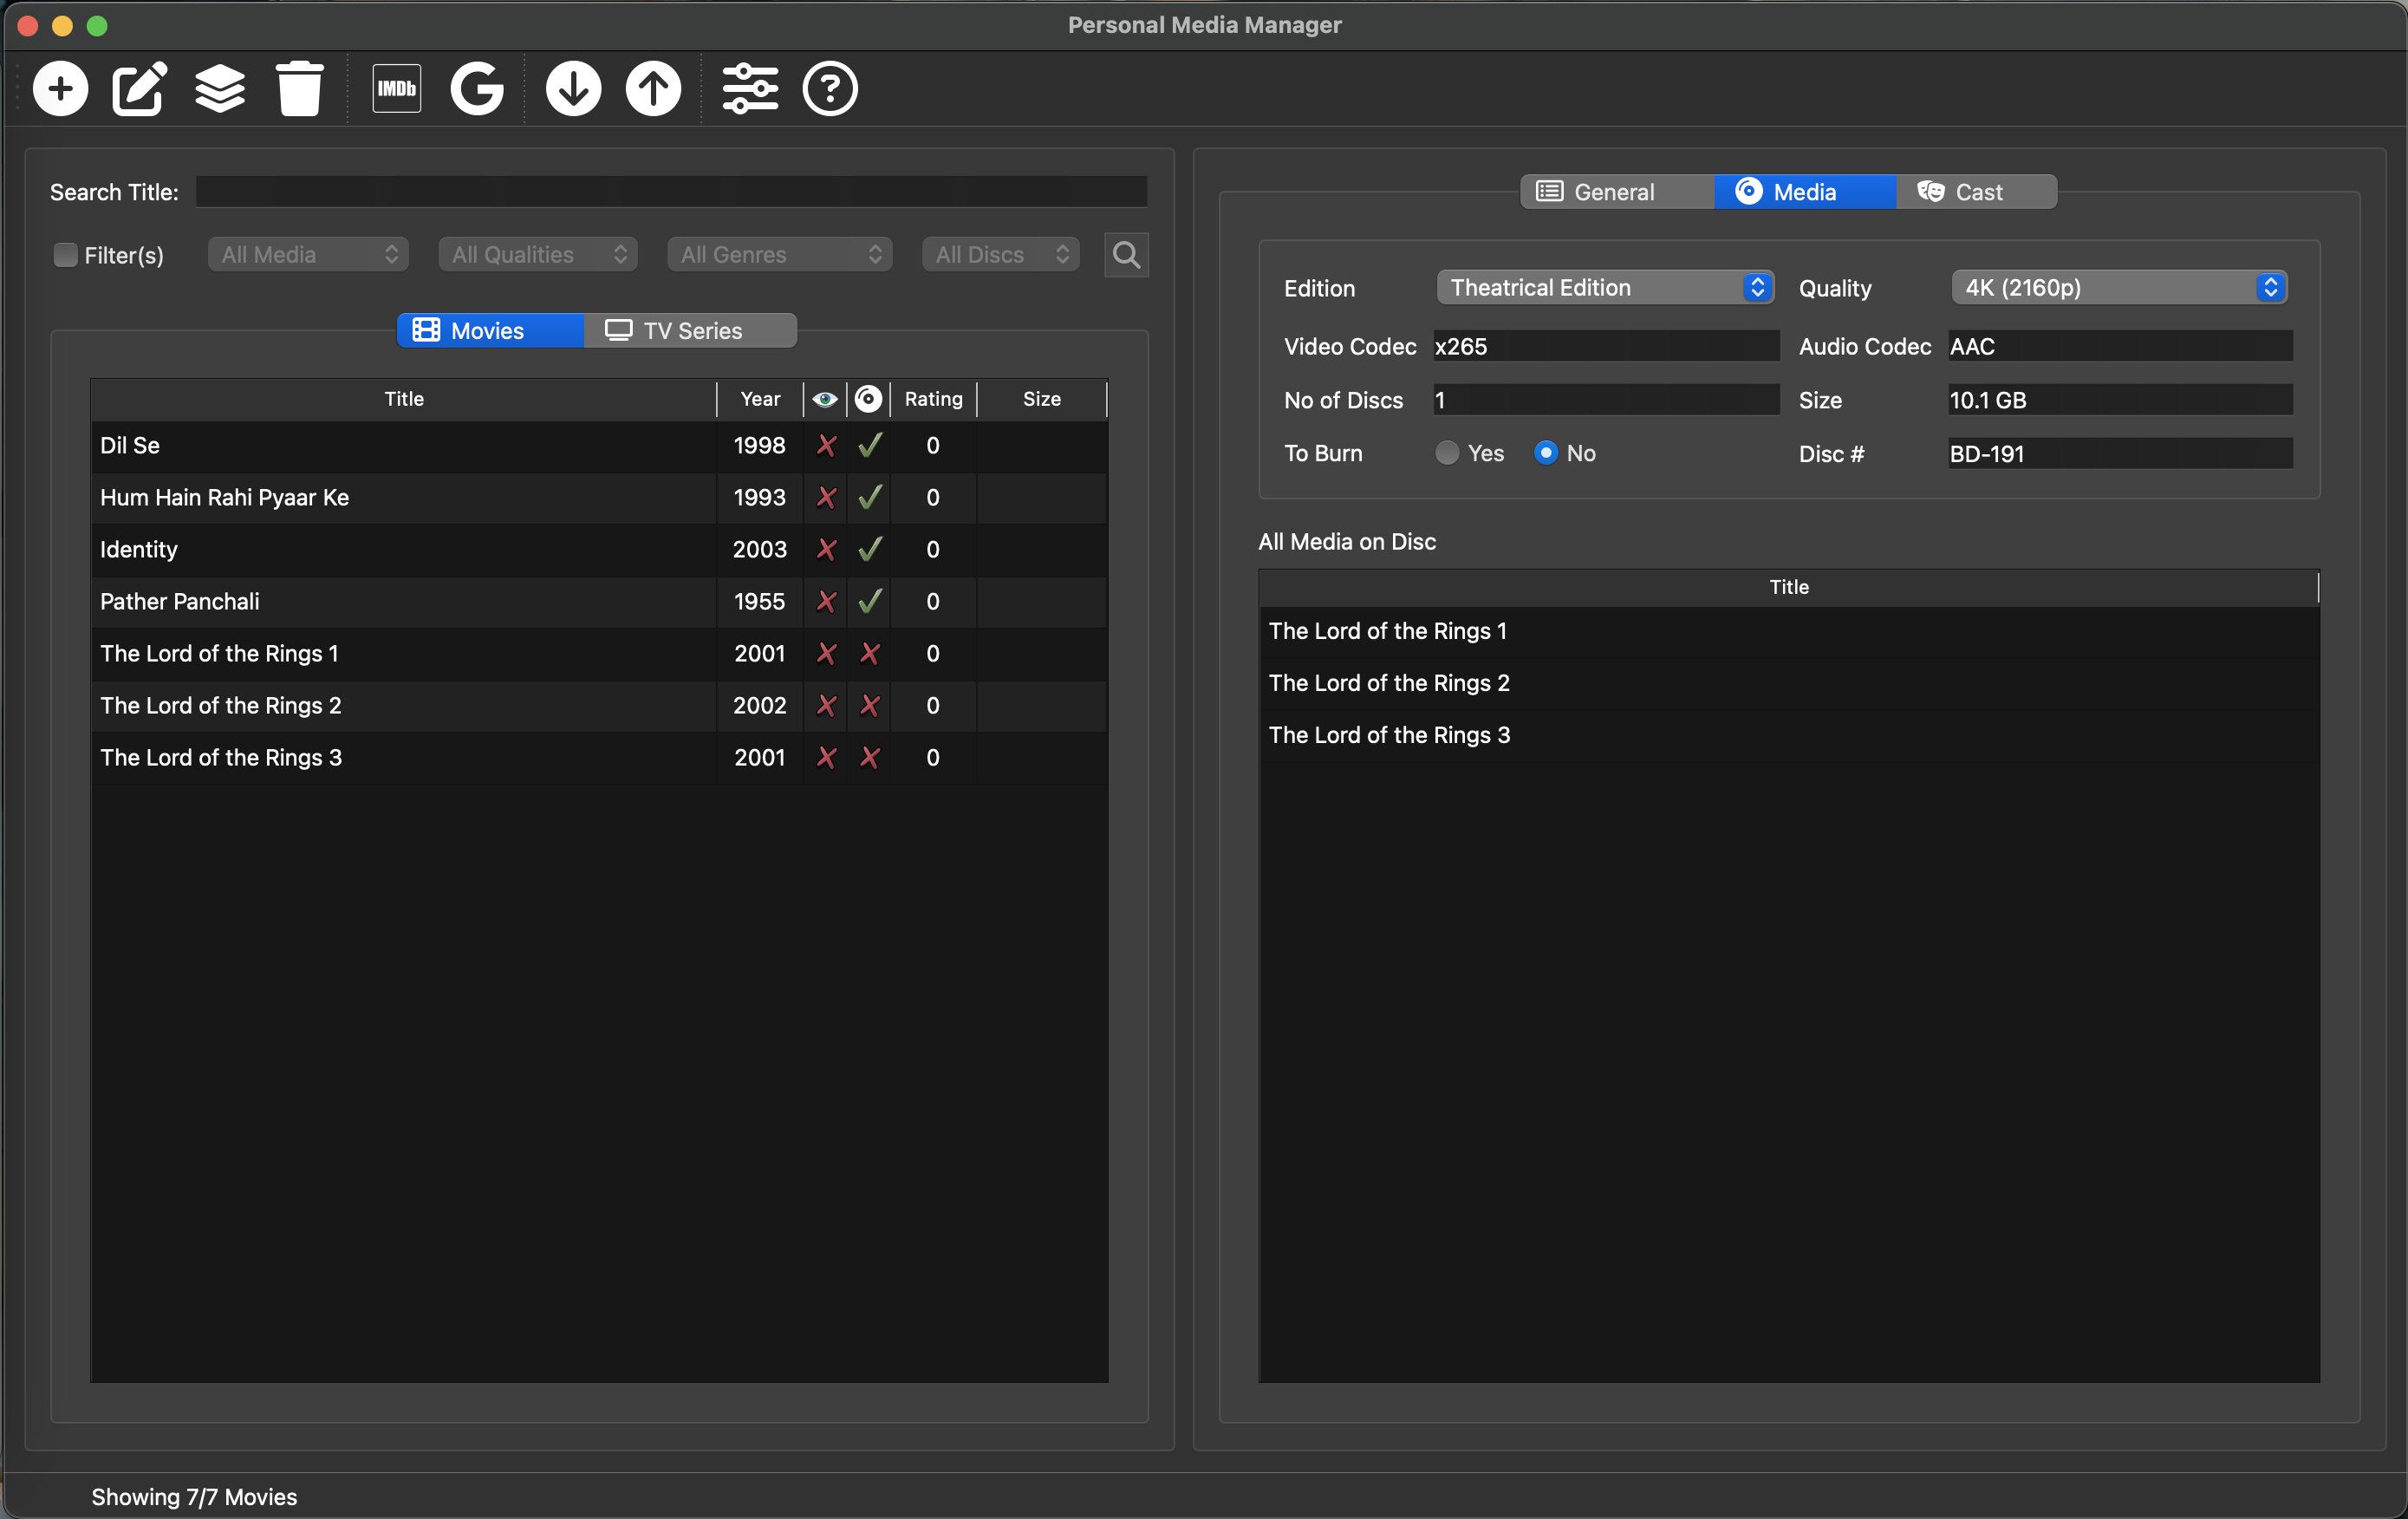 Personal Media Manager
IMDb
Search Title:
Filter(s) All Media All Qualities All Genres All Discs
Movies TV Series
Title Year Rating Size
Dil Se 1998 0
Hum Hain Rahi Pyaar Ke 1993 0
Identity 2003 0
Pather Panchali 1955 0
The Lord of the Rings 1 2001 0
The Lord of the Rings 2 2002 0
The Lord of the Rings 3 2001 0
General Media Cast
Edition Theatrical Edition Quality 4K (2160p)
Video Codec x265 Audio Codec AAC
No of Discs 1 Size 10.1 GB
To Burn Yes No Disc # BD-191
All Media on Disc
Title
The Lord of the Rings 1
The Lord of the Rings 2
The Lord of the Rings 3
Showing 7/7 Movies